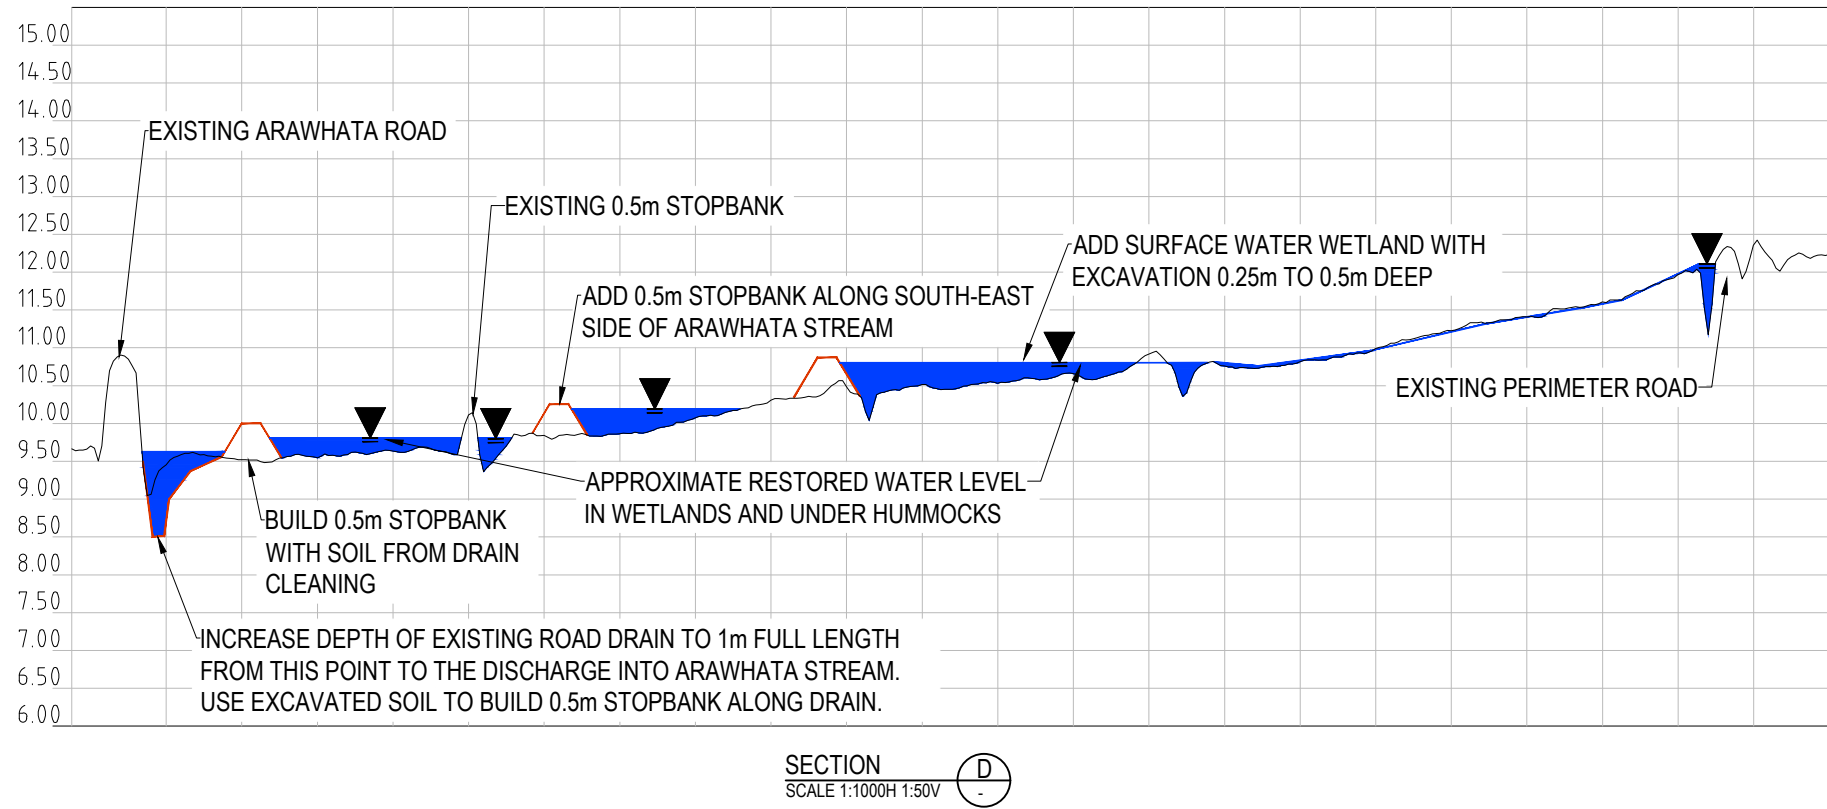 15.00
14.50
14.00
13.50
13.00
12.50
12.00
11.50
11.00
10.50
10.00
9.50
9.00
8.50
8.00
7.50
7.00
6.50
6.00
EXISTING ARAWHATA ROAD
EXISTING 0.5m STOPBANK
ADD SURFACE WATER WETLAND WITH
EXCAVATION 0.25m TO 0.5m DEEP
ADD 0.5m STOPBANK ALONG SOUTH-EAST
SIDE OF ARAWHATA STREAM
EXISTING PERIMETER ROAD
APPROXIMATE RESTORED WATER LEVEL
IN WETLANDS AND UNDER HUMMOCKS
BUILD 0.5m STOPBANK
WITH SOIL FROM DRAIN
CLEANING
INCREASE DEPTH OF EXISTING ROAD DRAIN TO 1m FULL LENGTH
FROM THIS POINT TO THE DISCHARGE INTO ARAWHATA STREAM.
USE EXCAVATED SOIL TO BUILD 0.5m STOPBANK ALONG DRAIN.
SECTION
SCALE 1:1000H 1:50V
D
-